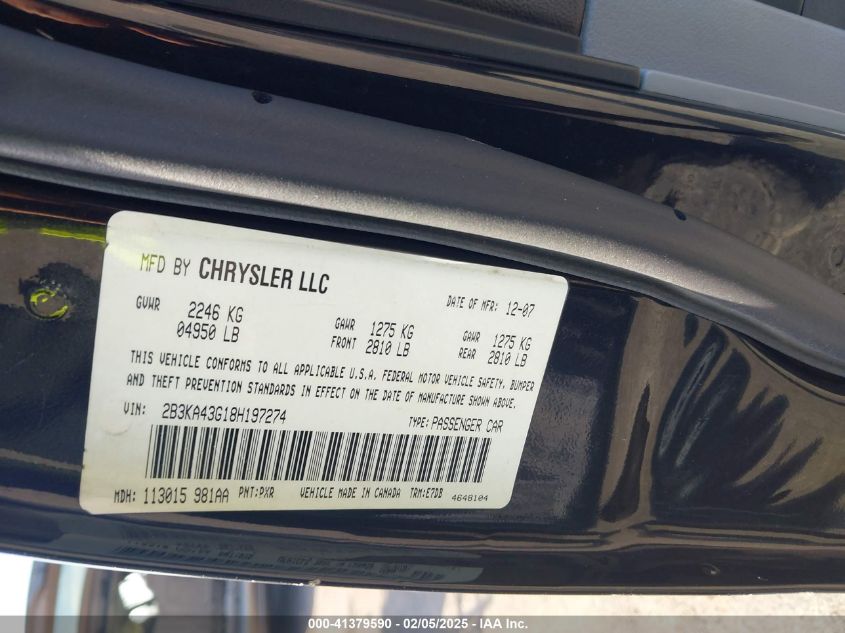 MFD BY CHRYSLER LLC
DATE OF MFR: 12-07
GVWR 2246 KG
04950 LB
GAWR FRONT 1275 KG
2810 LB
GAWR REAR 1275 KG
2810 LB
THIS VEHICLE CONFORMS TO ALL APPLICABLE U.S.A. FEDERAL MOTOR VEHICLE SAFETY, BUMPER
AND THEFT PREVENTION STANDARDS IN EFFECT ON THE DATE OF MANUFACTURE SHOWN ABOVE.
VIN: 2B3KA43G18H197274 TYPE: PASSENGER CAR
MDH: 113015 981AA PNT: PXR VEHICLE MADE IN CANADA TRM: E7DB 4648104
000-41379590 - 02/05/2025 - IAA Inc.